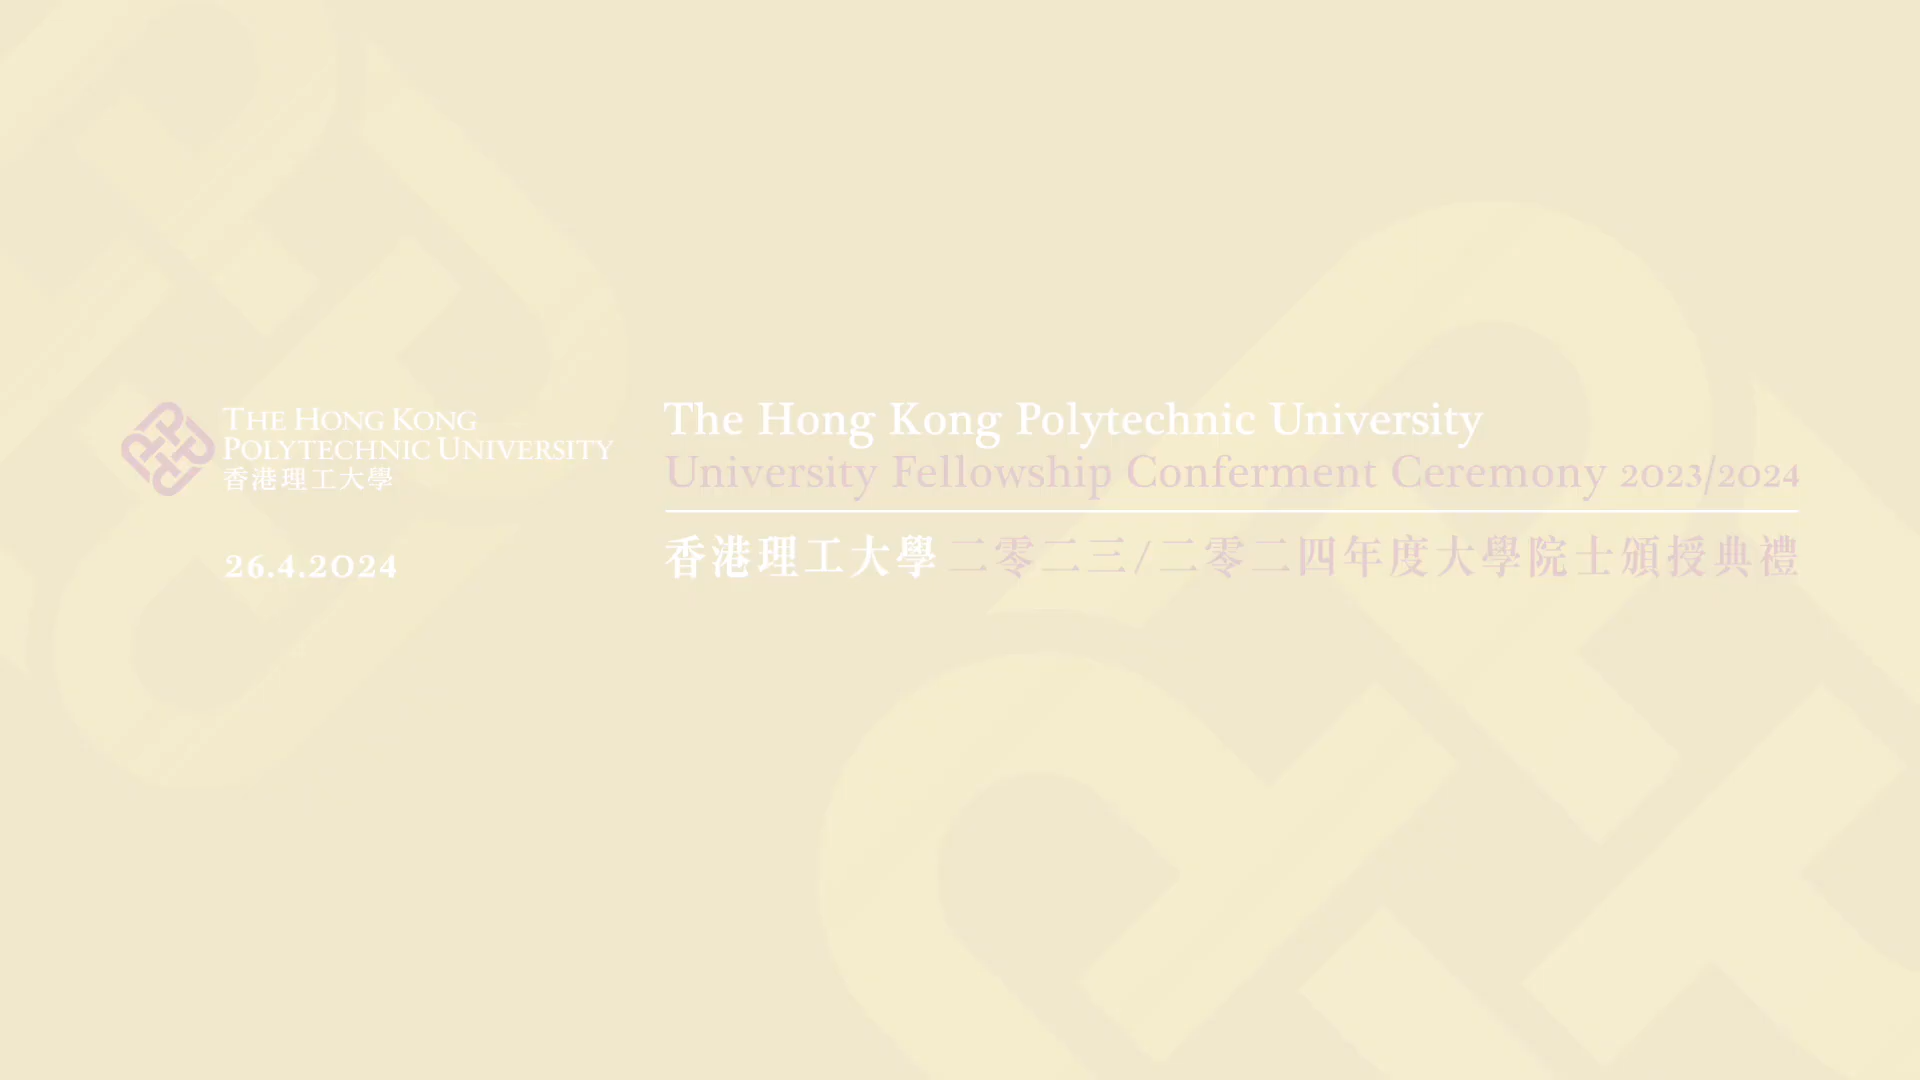 THE HONG KONG
POLYTECHNIC UNIVERSITY
香港理工大學
26.4.2024
The Hong Kong Polytechnic University
University Fellowship Conferment Ceremony 2023/2024
香港理工大學 二零二三/二零二四年度大學院士頒授典禮